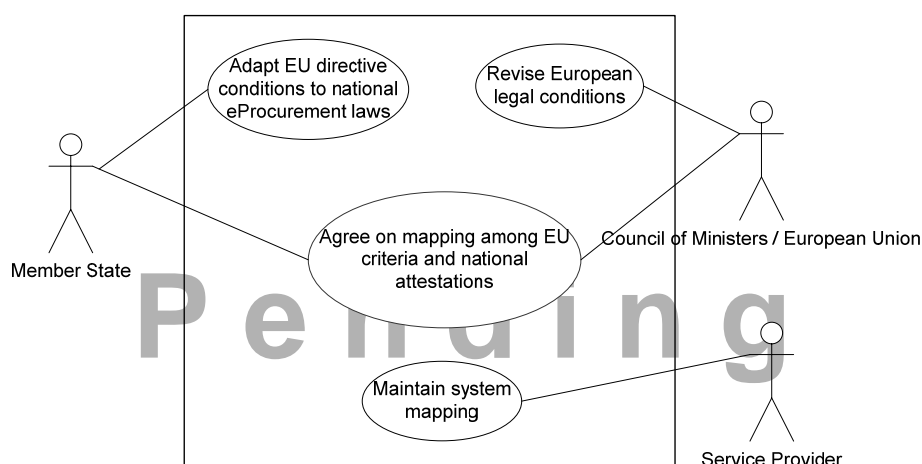 Adapt EU directive
conditions to national
eProcurement laws
Revise European
legal conditions
Agree on mapping among EU
criteria and national
attestations
Council of Ministers / European Union
Member State
Pending
Maintain system
mapping
Service Provider